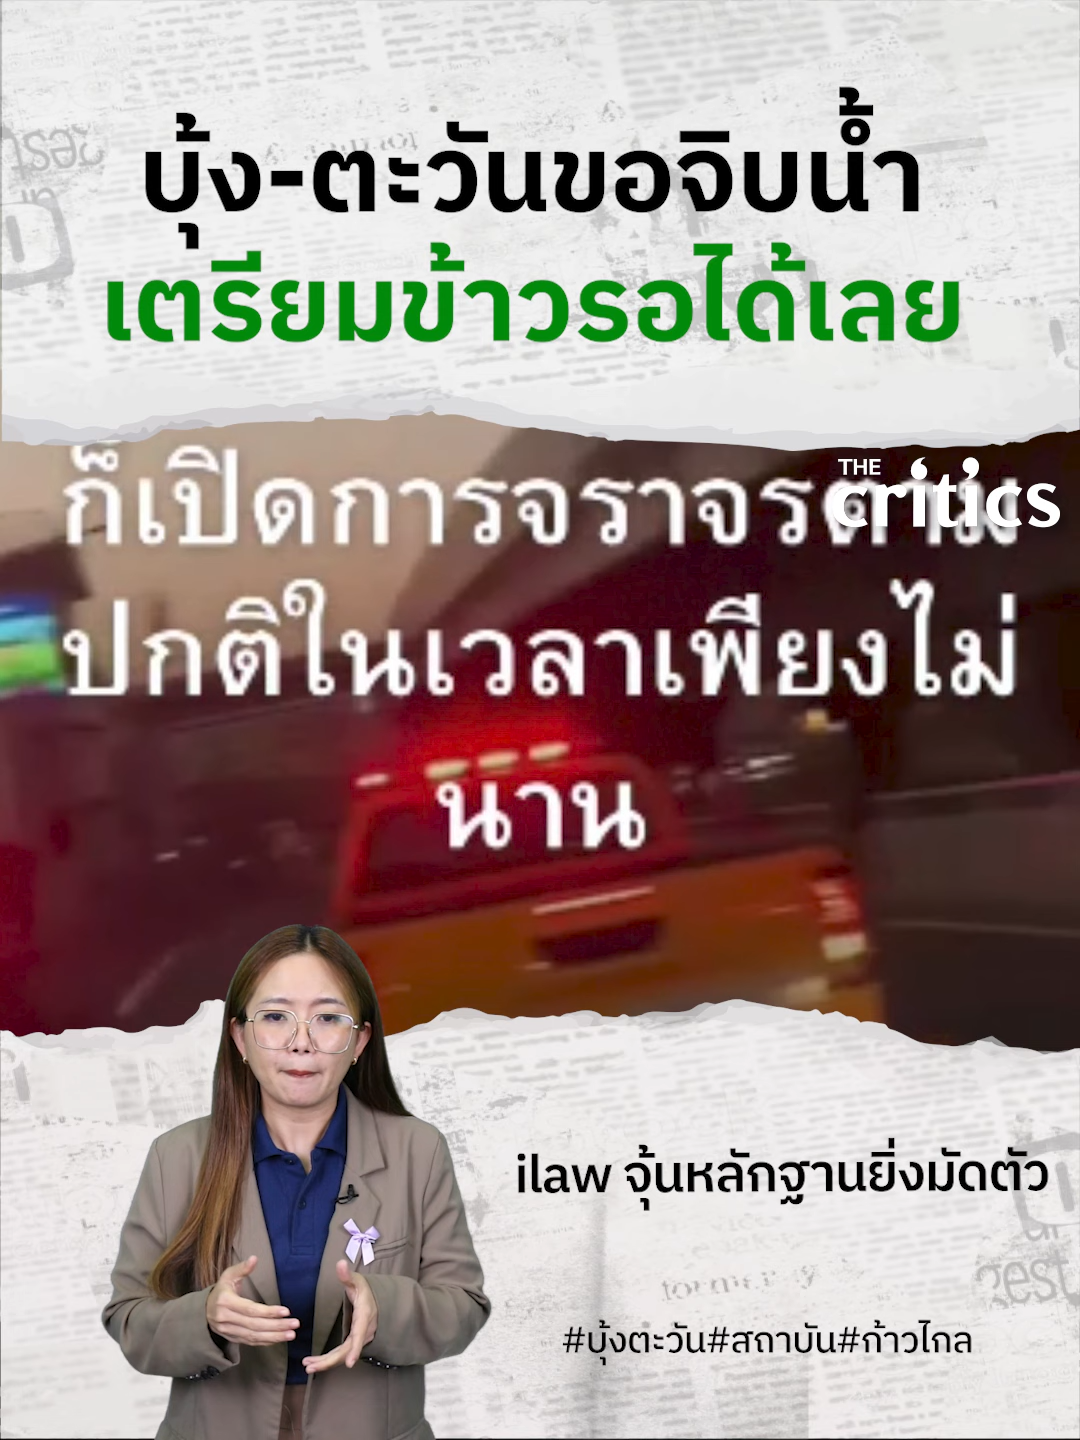 บุ้ง-ตะวันขอจิบน้ำ
เตรียมข้าวรอได้เลย
THE
critics
ก็เปิดการจราจรตาม
ปกติในเวลาเพียงไม่
นาน
ilaw จุ้นหลักฐานยิ่งมัดตัว
#บุ้งตะวัน#สถาบัน#ก้าวไกล